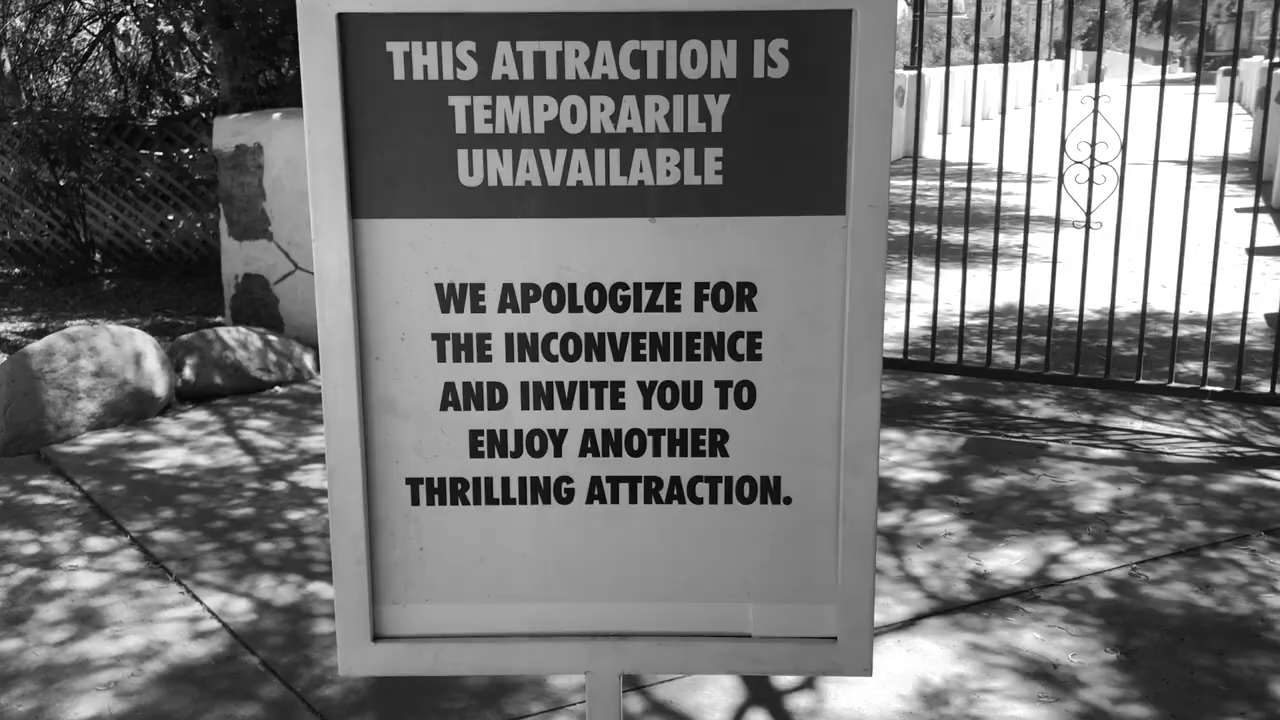 THIS ATTRACTION IS
TEMPORARILY
UNAVAILABLE
WE APOLOGIZE FOR
THE INCONVENIENCE
AND INVITE YOU TO
ENJOY ANOTHER
THRILLING ATTRACTION.